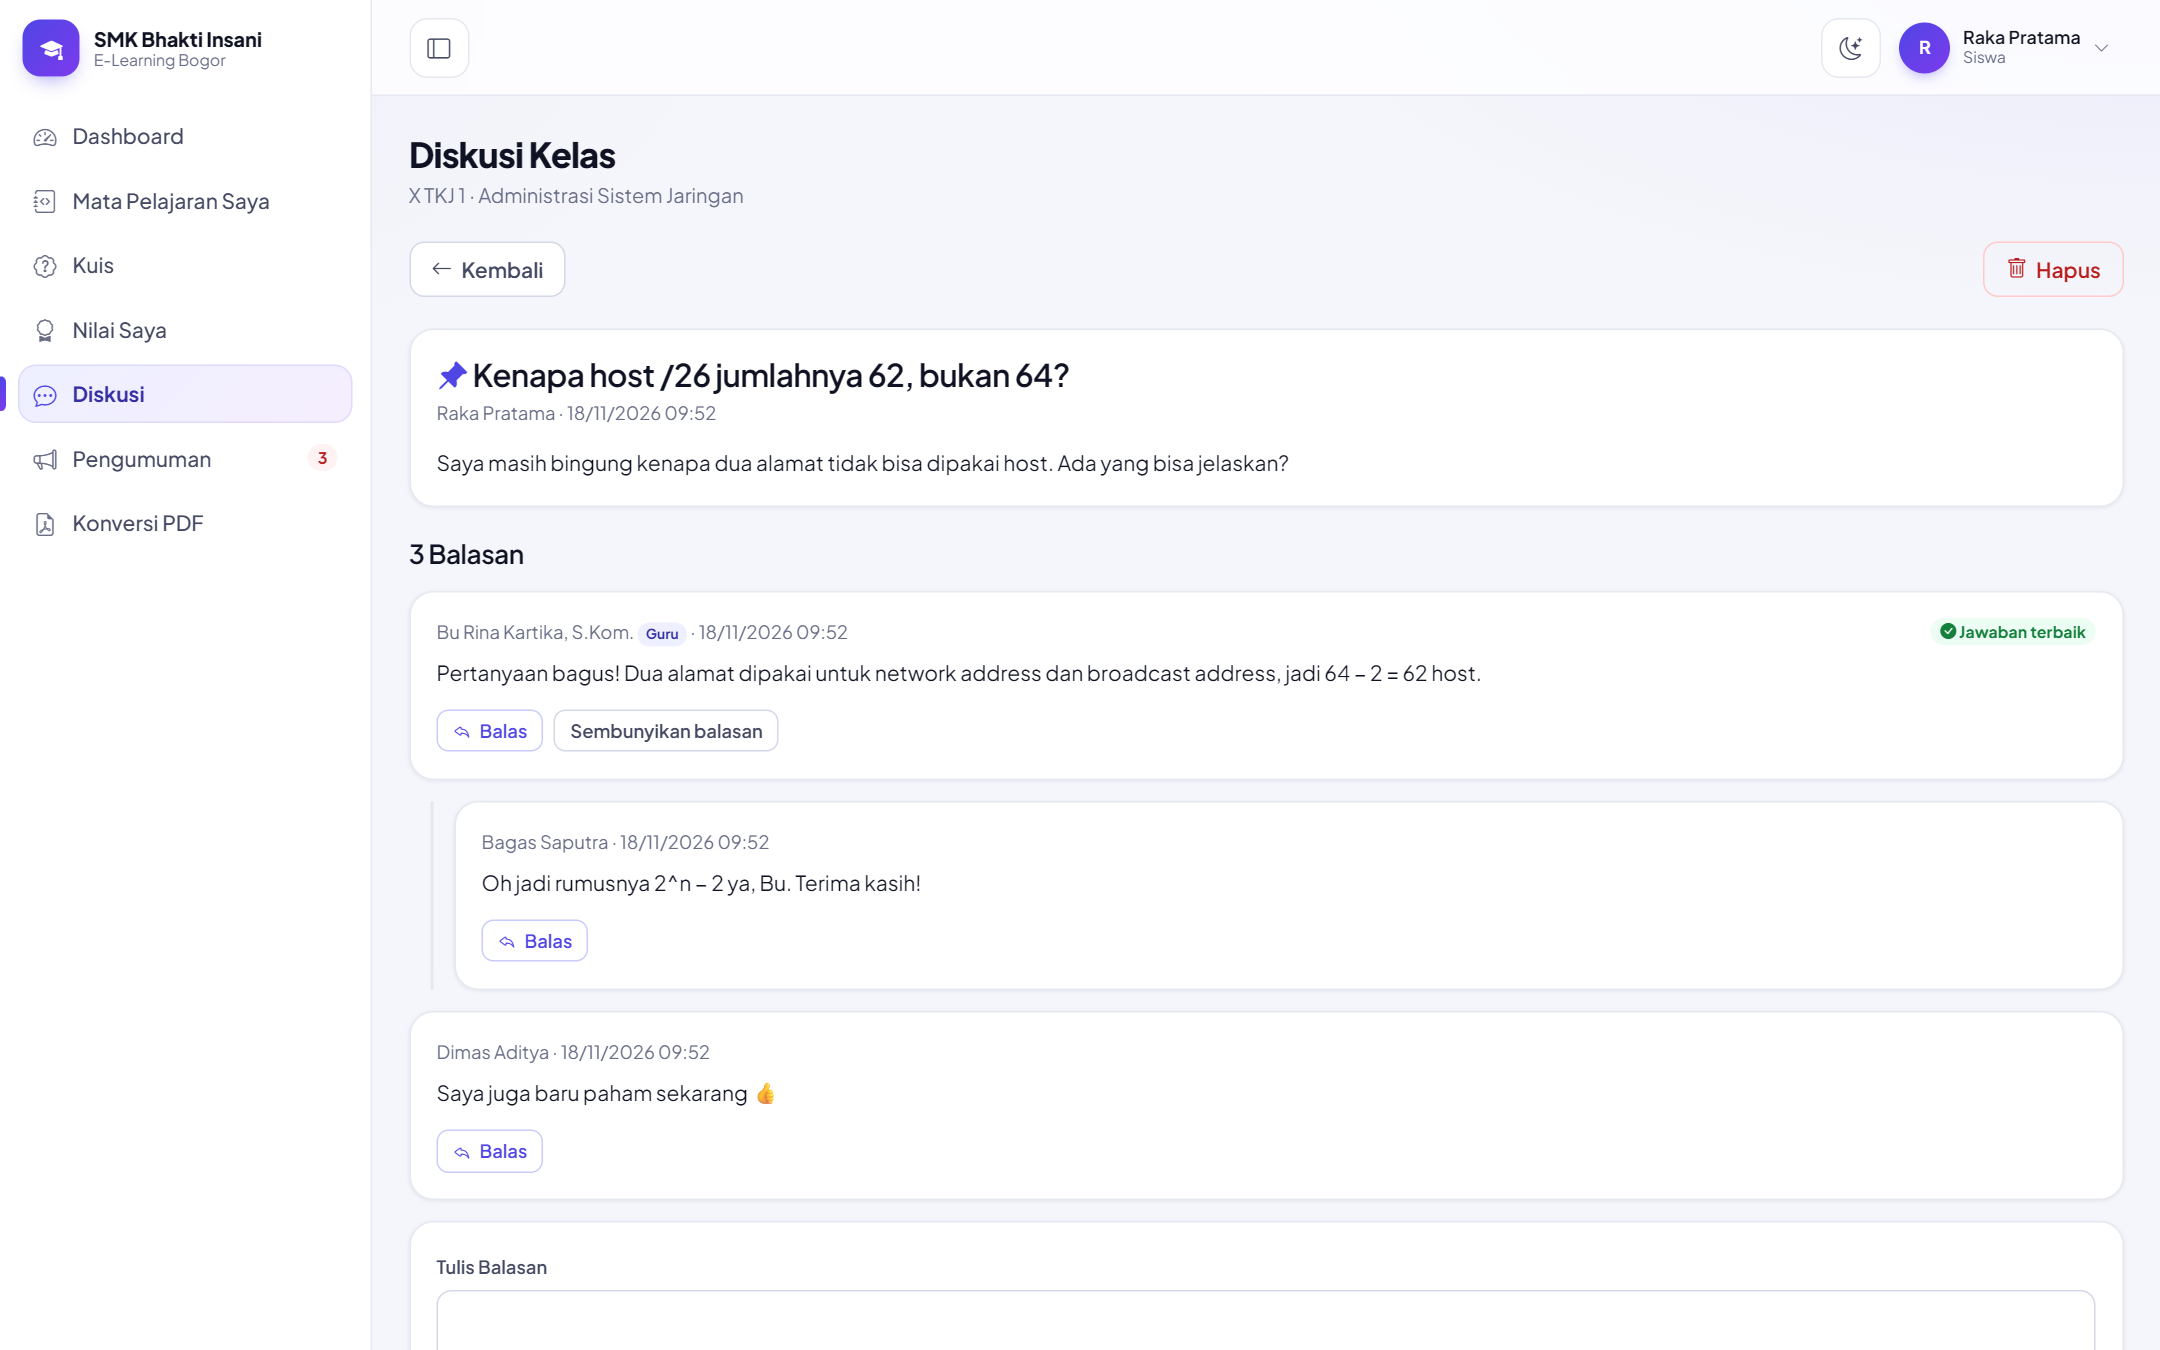 SMK Bhakti Insani
E-Learning Bogor
Dashboard
Mata Pelajaran Saya
Kuis
Nilai Saya
Diskusi
Pengumuman 3
Konversi PDF
R
Raka Pratama
Siswa
Diskusi Kelas
X TKJ 1 · Administrasi Sistem Jaringan
Kembali
Hapus
Kenapa host /26 jumlahnya 62, bukan 64?
Raka Pratama · 18/11/2026 09:52
Saya masih bingung kenapa dua alamat tidak bisa dipakai host. Ada yang bisa jelaskan?
3 Balasan
Bu Rina Kartika, S.Kom. Guru · 18/11/2026 09:52
Jawaban terbaik
Pertanyaan bagus! Dua alamat dipakai untuk network address dan broadcast address, jadi 64 – 2 = 62 host.
Balas
Sembunyikan balasan
Bagas Saputra · 18/11/2026 09:52
Oh jadi rumusnya 2^n – 2 ya, Bu. Terima kasih!
Balas
Dimas Aditya · 18/11/2026 09:52
Saya juga baru paham sekarang 👍
Balas
Tulis Balasan